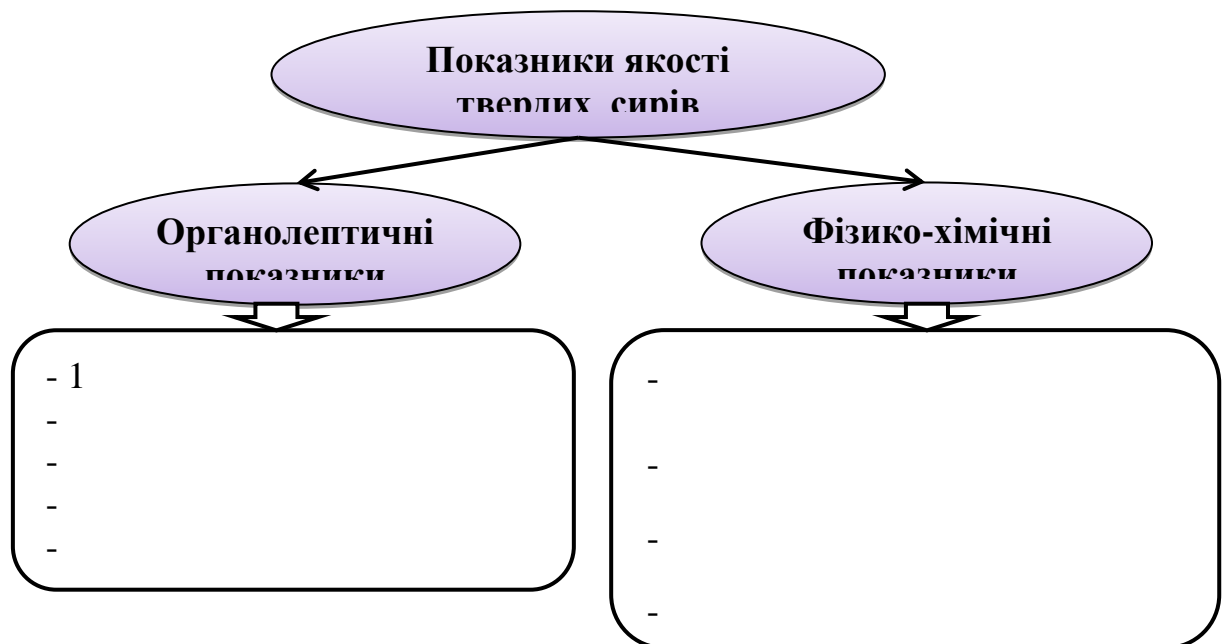 Показники якості
твердих сирів
Органолептичні
показники
Фізико-хімічні
показники
- 1
-
-
-
-
-
-
-
-